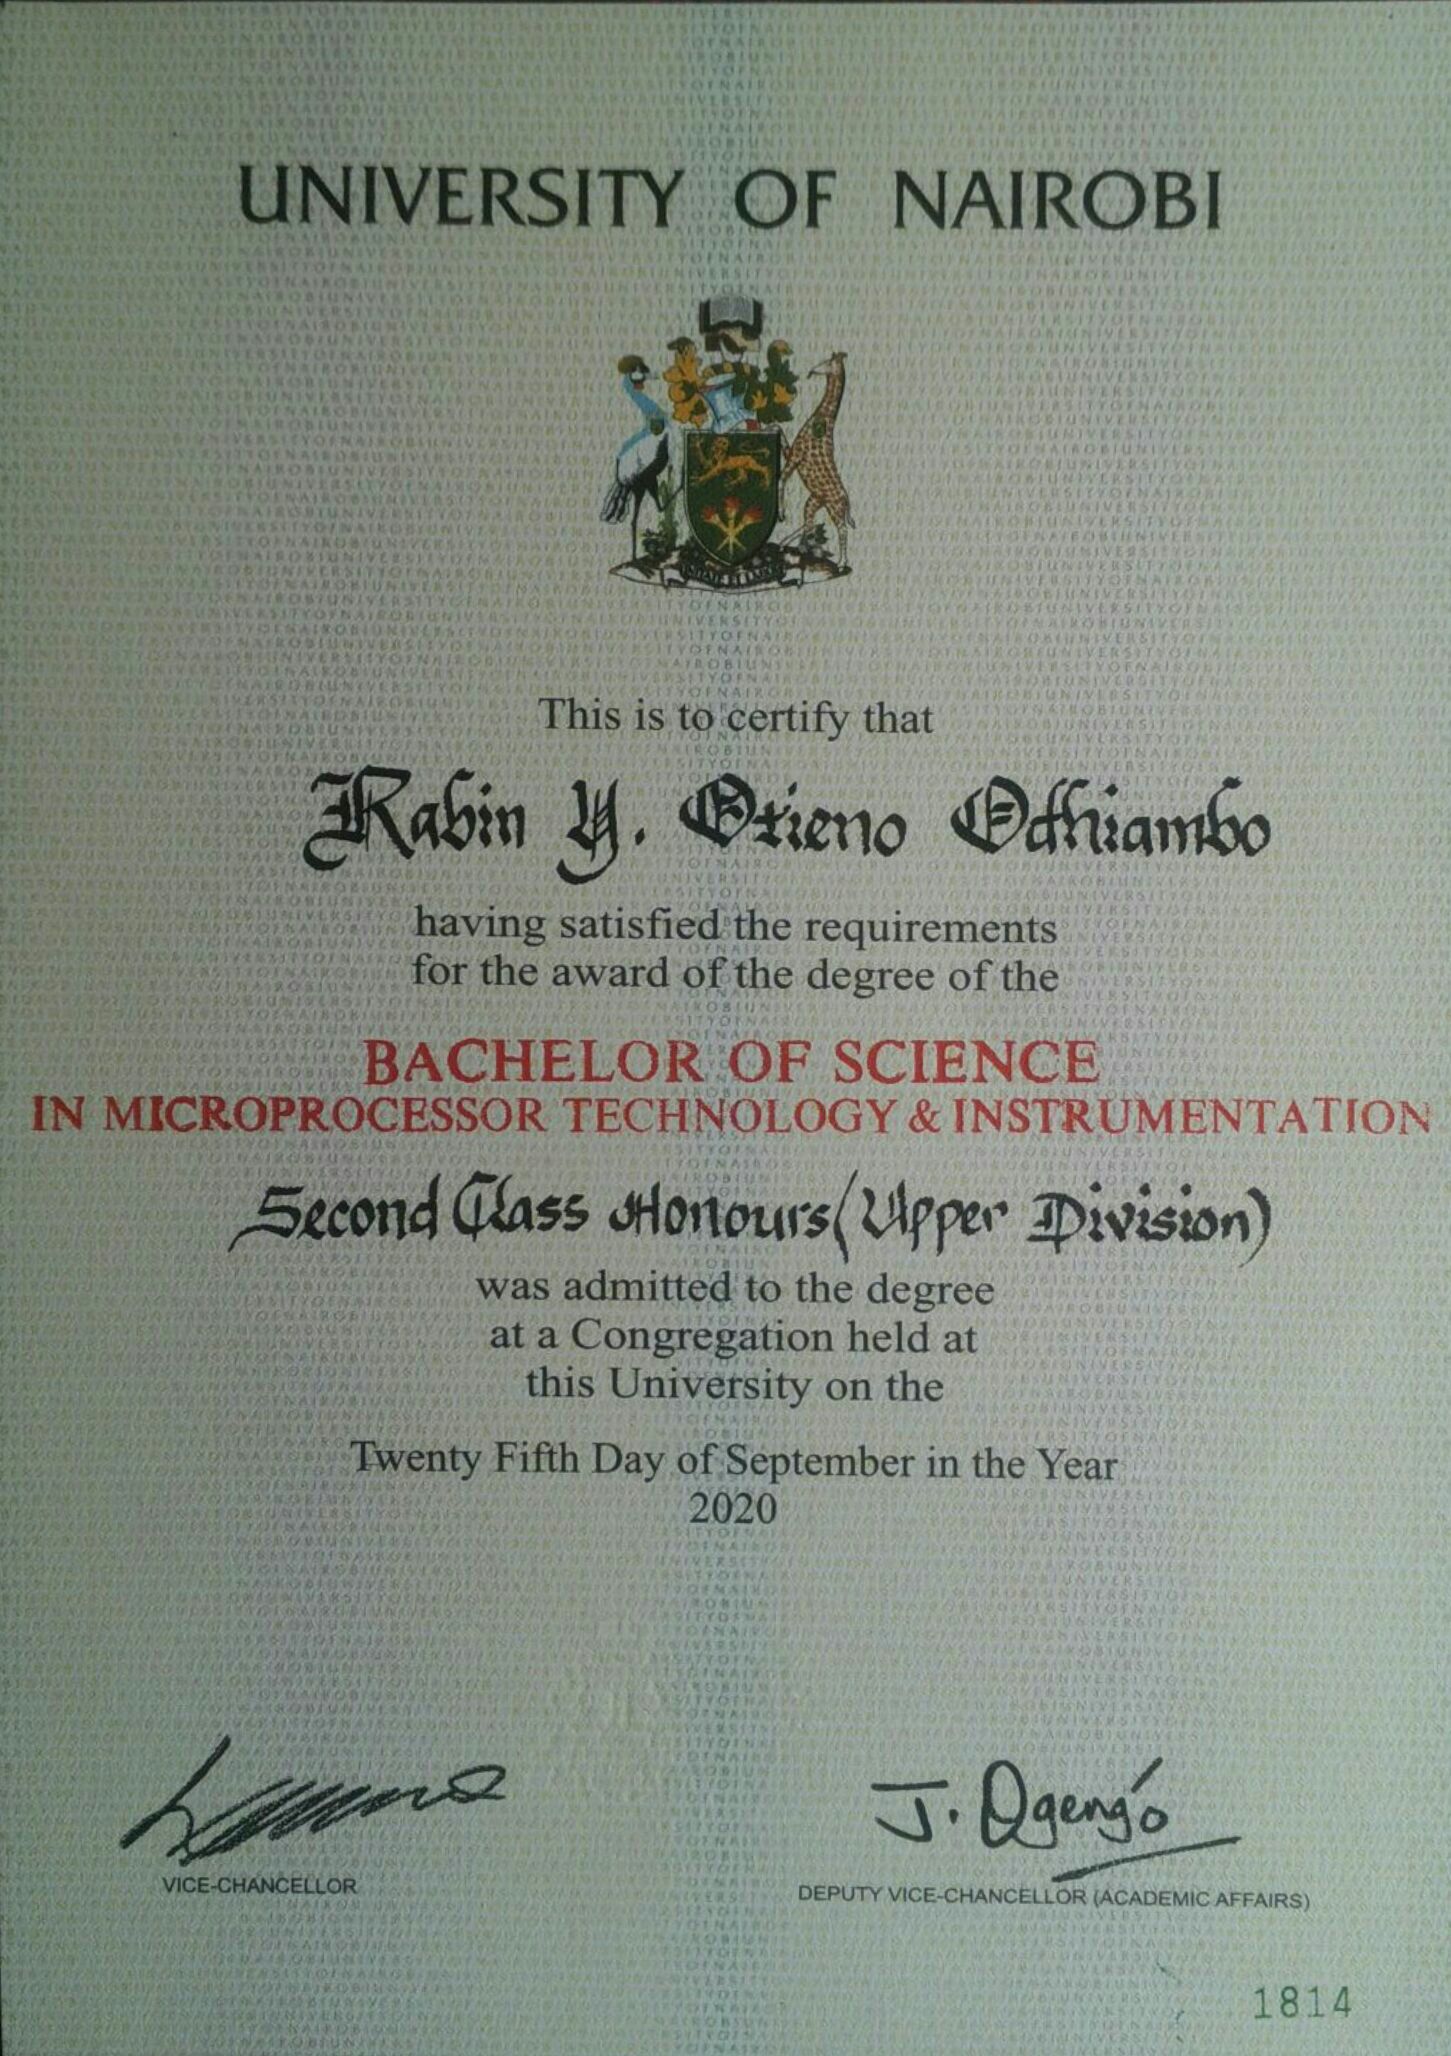 UNIVERSITY OF NAIROBI
This is to certify that
Rabin Y. Otieno Odhiambo
having satisfied the requirements
for the award of the degree of the
BACHELOR OF SCIENCE
IN MICROPROCESSOR TECHNOLOGY & INSTRUMENTATION
Second Class Honours (Upper Division)
was admitted to the degree
at a Congregation held at
this University on the
Twenty Fifth Day of September in the Year
2020
J. Ogeng'o
VICE-CHANCELLOR
DEPUTY VICE-CHANCELLOR (ACADEMIC AFFAIRS)
1814